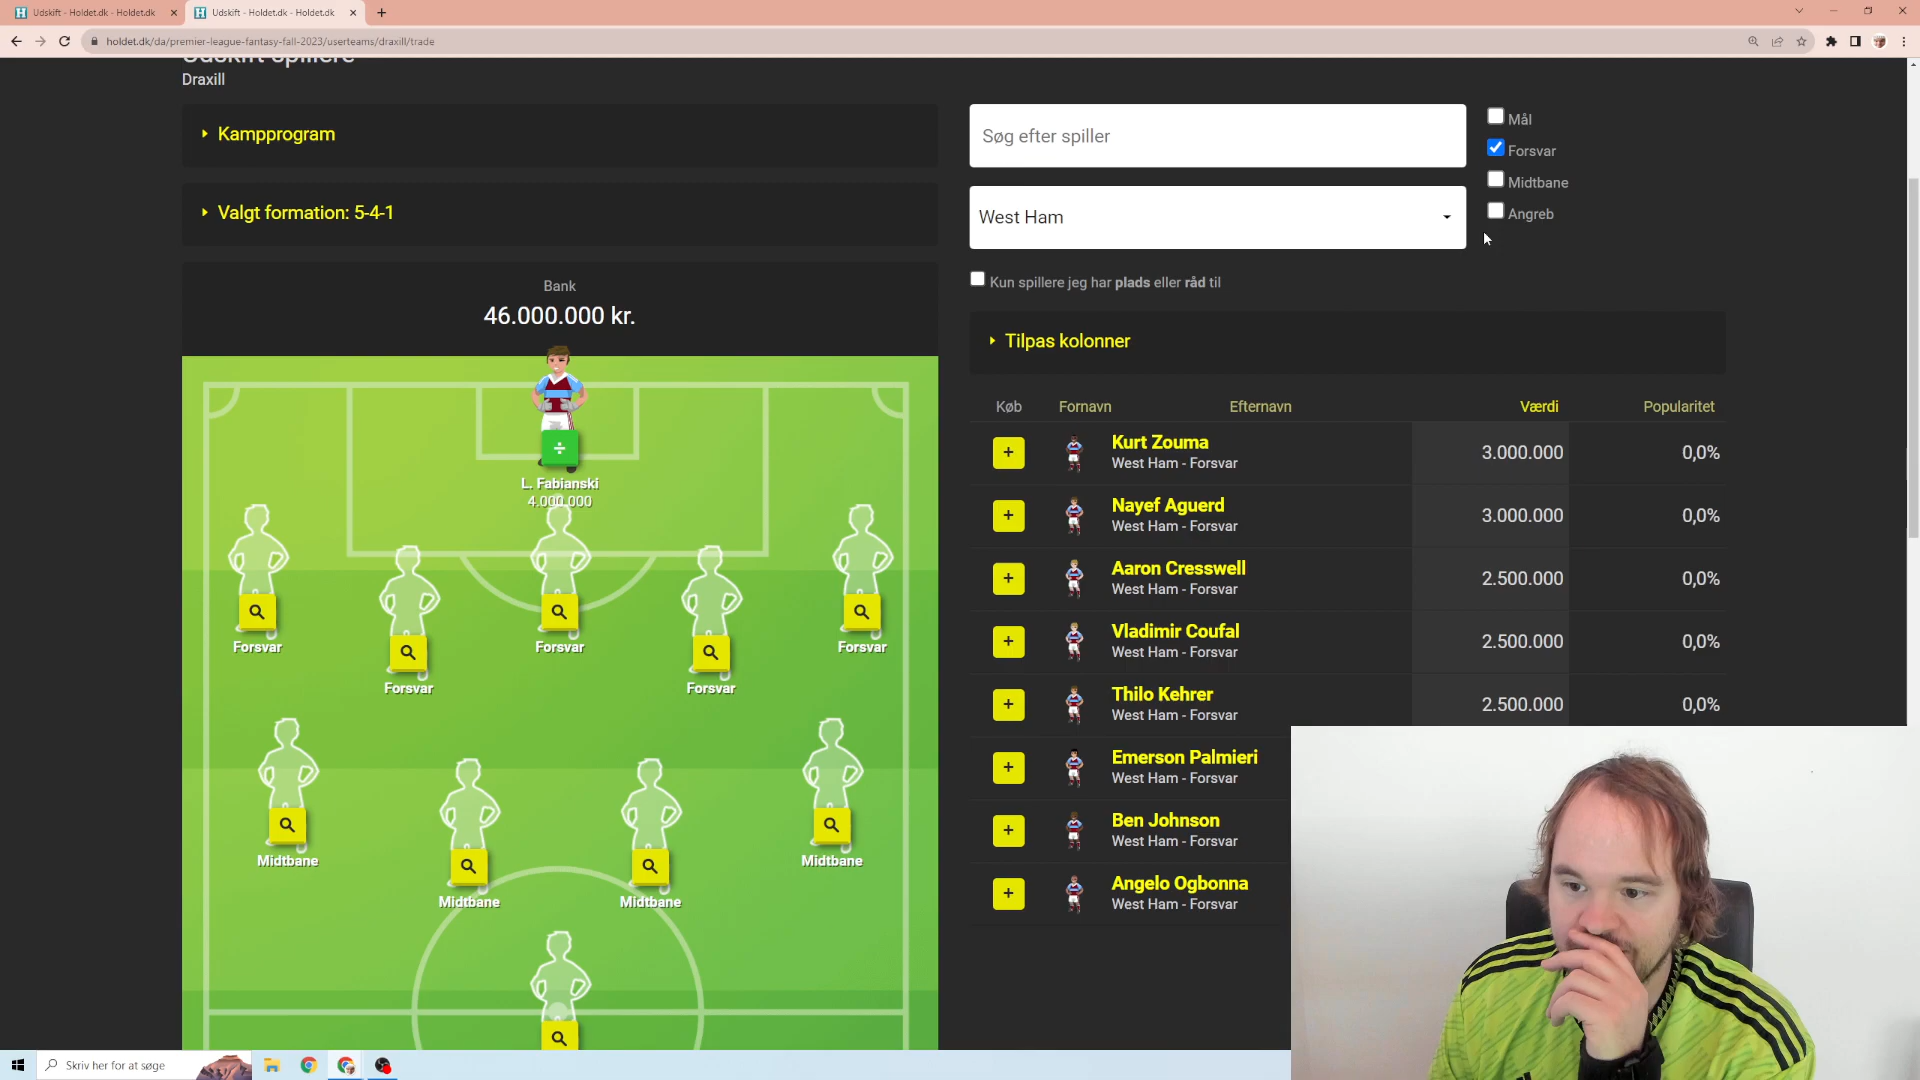 Udskift - Holdet.dk - Holdet.dk
Udskift - Holdet.dk - Holdet.dk
holdet.dk/da/premier-league-fantasy-fall-2023/userteams/draxill/trade
Udskift spillere
Draxill
Kampprogram
Valgt formation: 5-4-1
Bank
46.000.000 kr.
L. Fabianski
4.000.000
Forsvar
Forsvar
Forsvar
Forsvar
Forsvar
Midtbane
Midtbane
Midtbane
Midtbane
Søg efter spiller
West Ham
Mål
Forsvar
Midtbane
Angreb
Kun spillere jeg har plads eller råd til
Tilpas kolonner
Køb Fornavn Efternavn Værdi Popularitet
Kurt Zouma
West Ham - Forsvar
3.000.000 0,0%
Nayef Aguerd
West Ham - Forsvar
3.000.000 0,0%
Aaron Cresswell
West Ham - Forsvar
2.500.000 0,0%
Vladimir Coufal
West Ham - Forsvar
2.500.000 0,0%
Thilo Kehrer
West Ham - Forsvar
2.500.000 0,0%
Emerson Palmieri
West Ham - Forsvar
Ben Johnson
West Ham - Forsvar
Angelo Ogbonna
West Ham - Forsvar
Skriv her for at søge